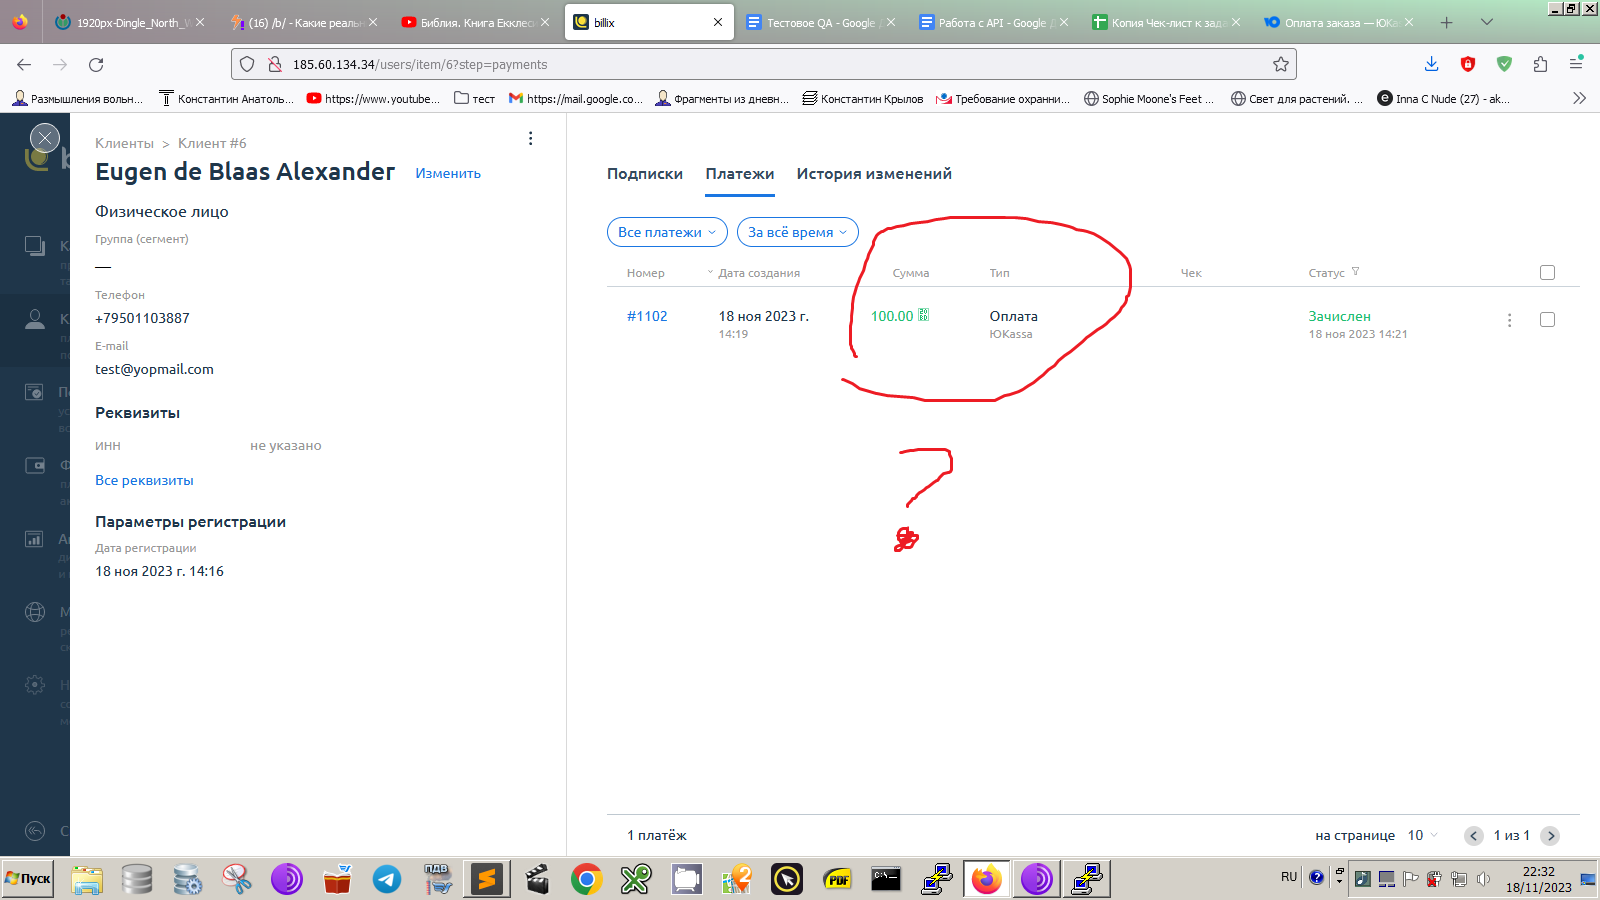 1920px-Dingle_North_W
(16) /b/ - Какие реальн
Библия. Книга Екклеси
billix
Тестовое QA - Google Д
Работа с API - Google Д
Копия Чек-лист к зада
Оплата заказа — ЮКа
185.60.134.34/users/item/6?step=payments
Размышления вольн...
Константин Анатоль...
https://www.youtube...
тест
https://mail.google.co...
Фрагменты из дневн...
Константин Крылов
Требование охранни...
Sophie Moone's Feet ...
Свет для растений. ...
Inna C Nude (27) - ak...
Клиенты > Клиент #6
Eugen de Blaas Alexander
Изменить
Физическое лицо
Группа (сегмент)
—
Телефон
+79501103887
E-mail
test@yopmail.com
Реквизиты
ИНН не указано
Все реквизиты
Параметры регистрации
Дата регистрации
18 ноя 2023 г. 14:16
Подписки Платежи История изменений
Все платежи За всё время
Номер Дата создания Сумма Тип Чек Статус
#1102 18 ноя 2023 г. 100.00 Оплата Зачислен
14:19 ЮKassa 18 ноя 2023 14:21
?
1 платёж
на странице 10 1 из 1
Пуск
ПДВ
PDF
C:\_
RU
22:32
18/11/2023